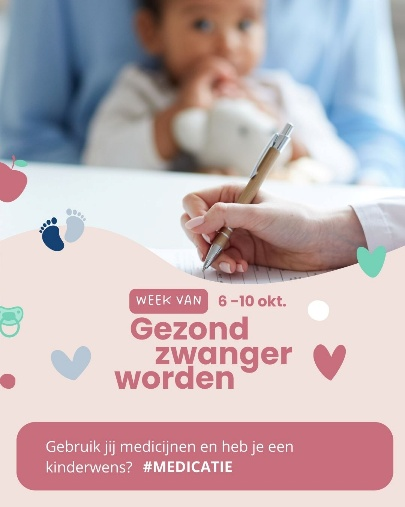 WEEK VAN 6 -10 okt.
Gezond
zwanger
worden
Gebruik jij medicijnen en heb je een
kinderwens? #MEDICATIE